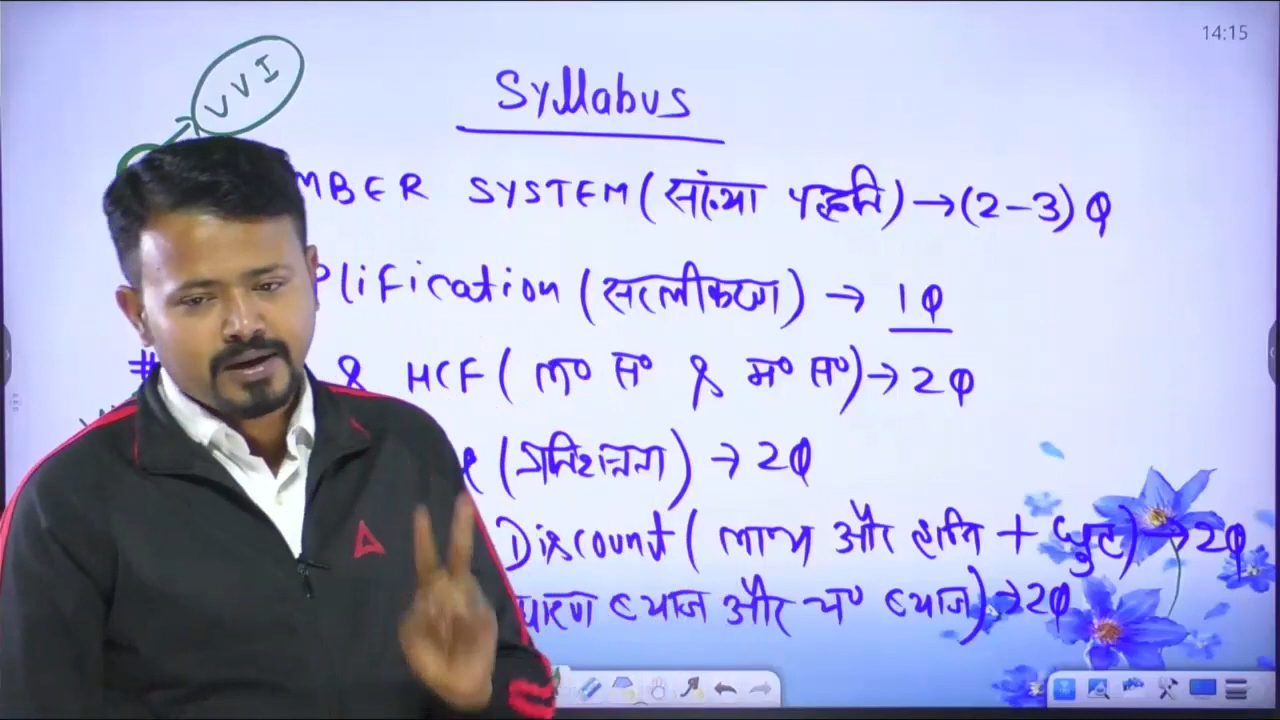 14:15
VVI
Syllabus
MBER SYSTEM (संख्या पद्धति) → (2-3) Q
plification (सरलीकरण) → 1Q
# & HCF (ल० स० & म० स०) → 2Q
(प्रतिशतता) → 2Q
Discount (लाभ और हानि + छुट) → 2Q
धारण ब्याज और च० ब्याज) → 2Q